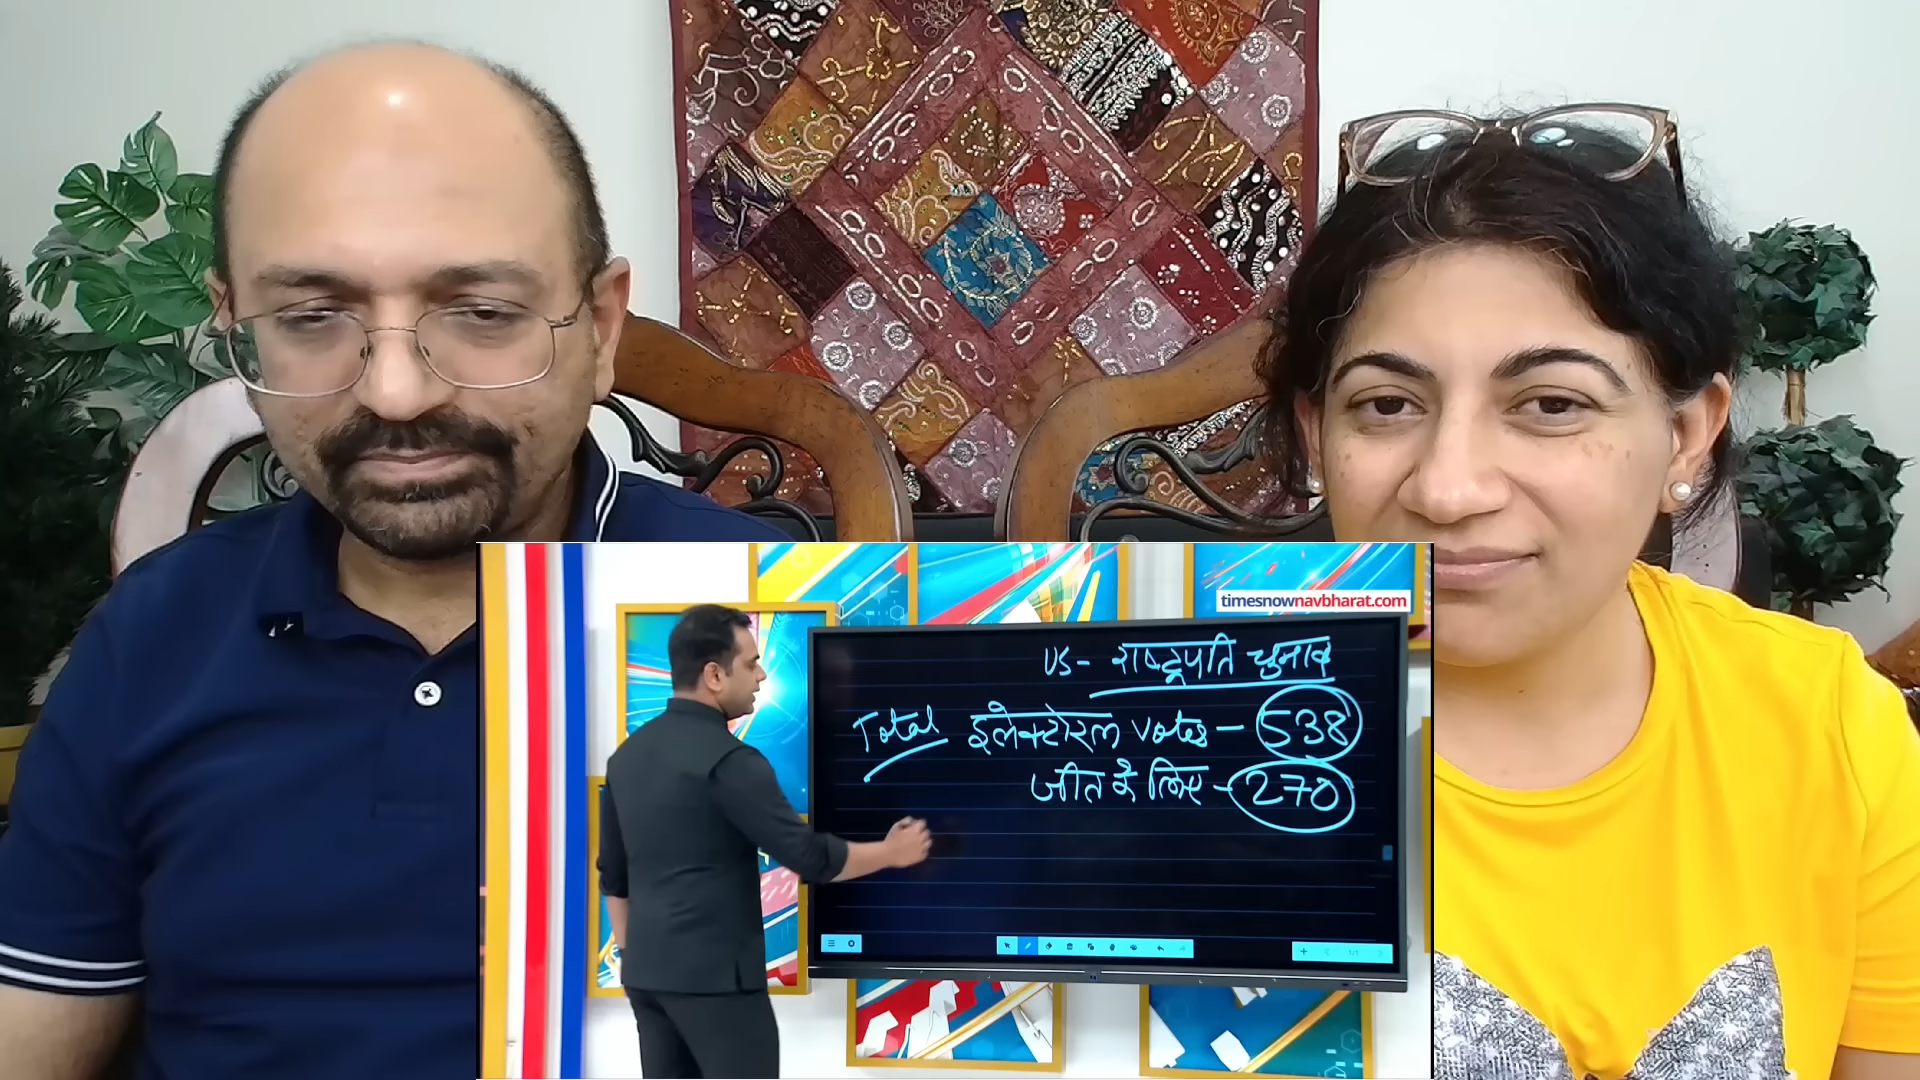 timesnownavbharat.com
US - राष्ट्रपति चुनाव
Total इलेक्टोरल votes - 538
जीत के लिए - 270